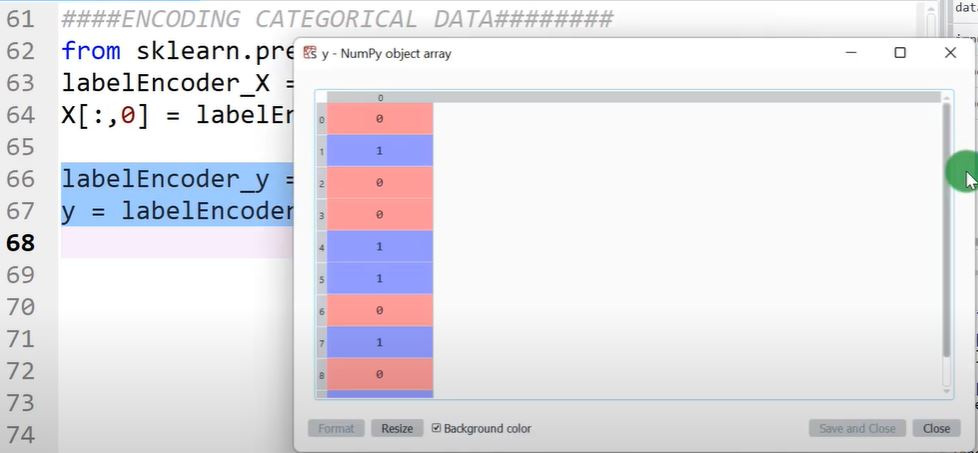 61 ####ENCODING CATEGORICAL DATA########
62 from sklearn.pre
63 labelEncoder_X =
64 X[:,0] = labelEn
65
66 labelEncoder_y =
67 y = labelEncoder
68
69
70
71
72
73
74
y - NumPy object array
0
0 0
1 1
2 0
3 0
4 1
5 1
6 0
7 1
8 0
Format Resize Background color Save and Close Close
data